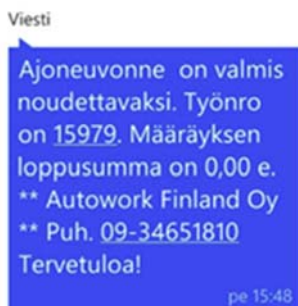 Viesti
Ajoneuvonne on valmis
noudettavaksi. Työnro
on 15979. Määräyksen
loppusumma on 0,00 e.
** Autowork Finland Oy
** Puh. 09-34651810
Tervetuloa!
pe 15:48